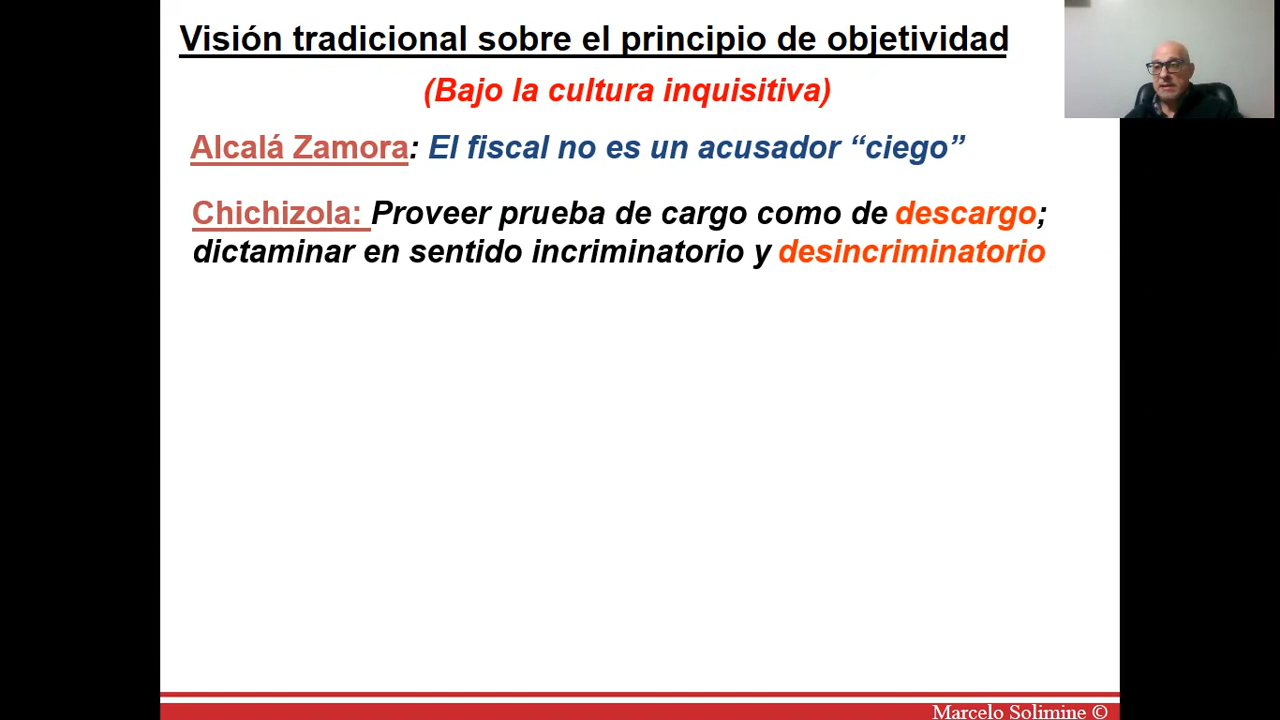 Visión tradicional sobre el principio de objetividad
(Bajo la cultura inquisitiva)
Alcalá Zamora: El fiscal no es un acusador “ciego”
Chichizola: Proveer prueba de cargo como de descargo;
dictaminar en sentido incriminatorio y desincriminatorio
Marcelo Solimine ©